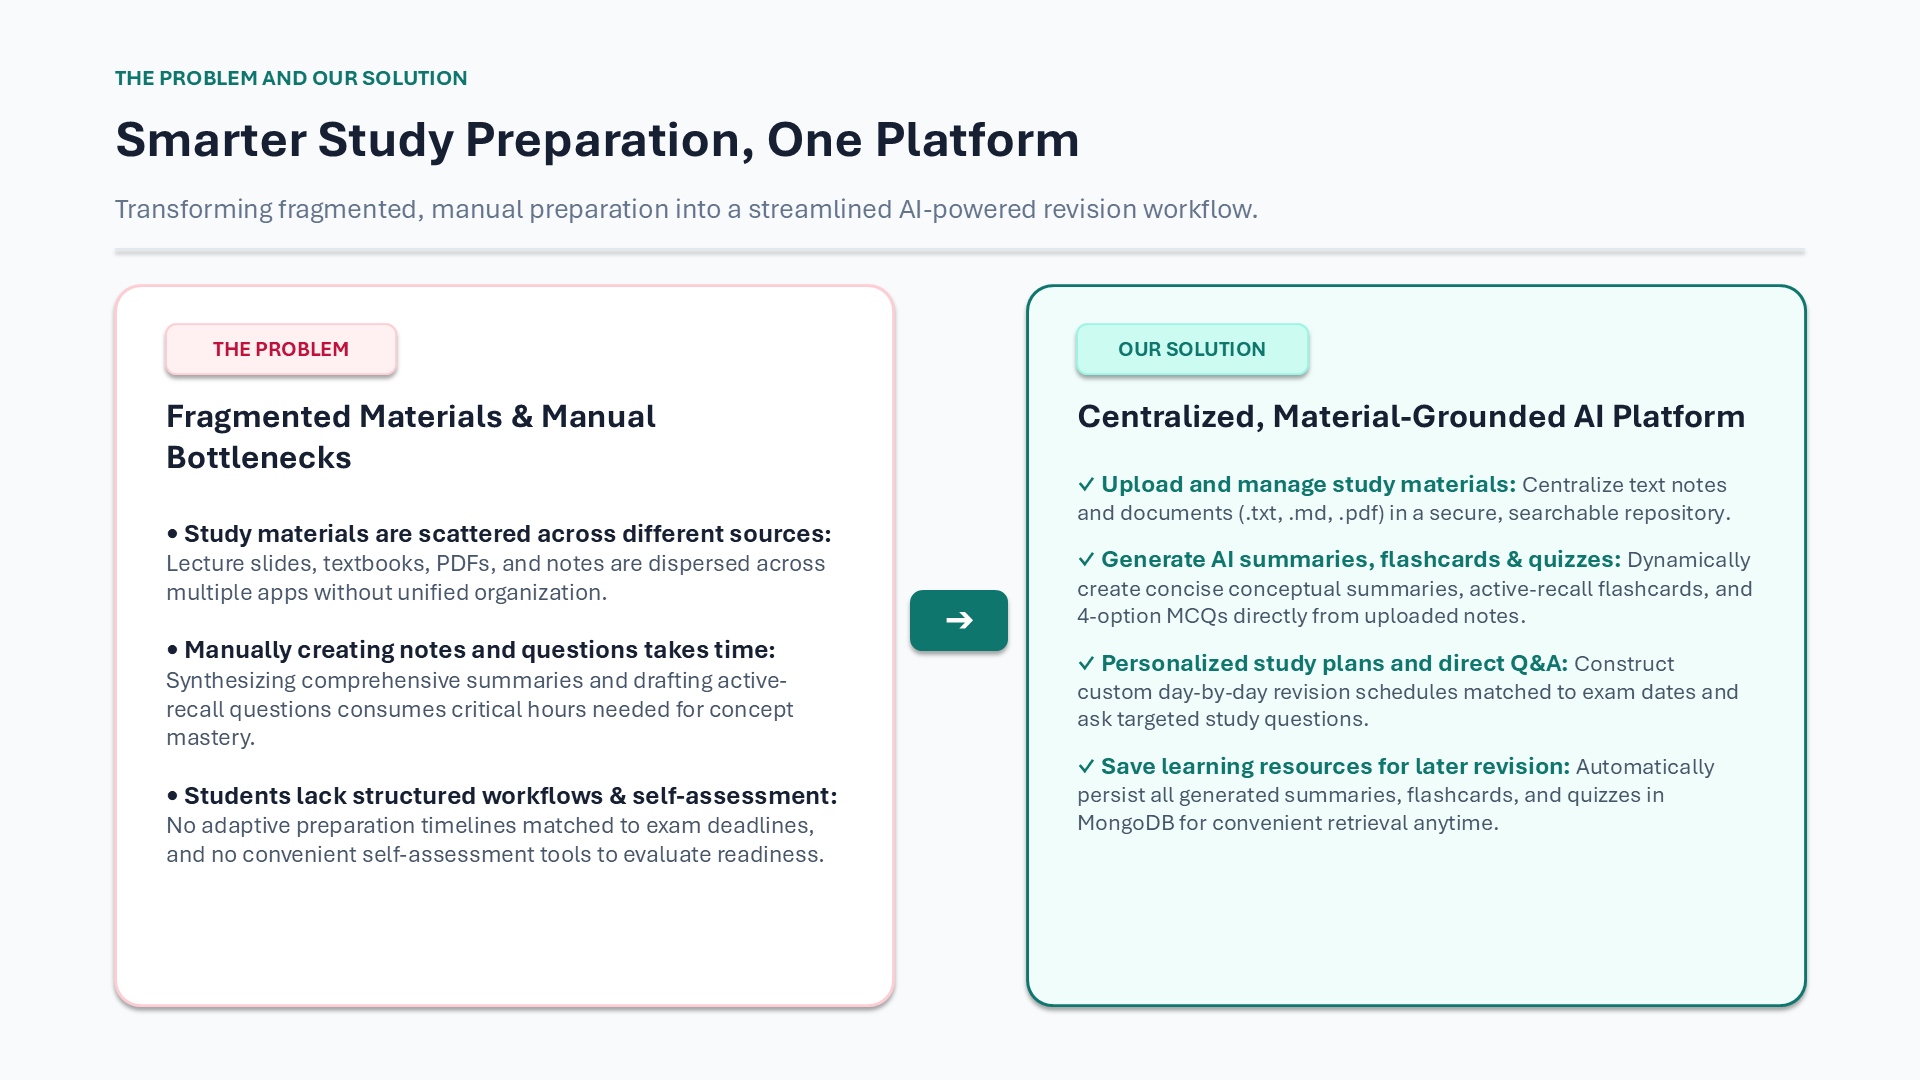 THE PROBLEM AND OUR SOLUTION
Smarter Study Preparation, One Platform
Transforming fragmented, manual preparation into a streamlined AI-powered revision workflow.
THE PROBLEM
Fragmented Materials & Manual
Bottlenecks
• Study materials are scattered across different sources:
Lecture slides, textbooks, PDFs, and notes are dispersed across
multiple apps without unified organization.
• Manually creating notes and questions takes time:
Synthesizing comprehensive summaries and drafting active-
recall questions consumes critical hours needed for concept
mastery.
• Students lack structured workflows & self-assessment:
No adaptive preparation timelines matched to exam deadlines,
and no convenient self-assessment tools to evaluate readiness.
➔
OUR SOLUTION
Centralized, Material-Grounded AI Platform
✓ Upload and manage study materials: Centralize text notes
and documents (.txt, .md, .pdf) in a secure, searchable repository.
✓ Generate AI summaries, flashcards & quizzes: Dynamically
create concise conceptual summaries, active-recall flashcards, and
4-option MCQs directly from uploaded notes.
✓ Personalized study plans and direct Q&A: Construct
custom day-by-day revision schedules matched to exam dates and
ask targeted study questions.
✓ Save learning resources for later revision: Automatically
persist all generated summaries, flashcards, and quizzes in
MongoDB for convenient retrieval anytime.